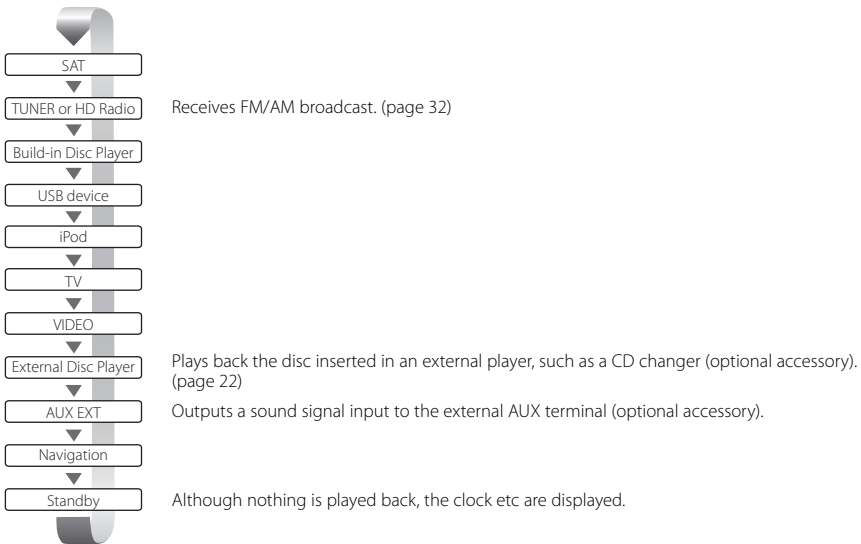 SAT
TUNER or HD Radio
Receives FM/AM broadcast. (page 32)
Build-in Disc Player
USB device
iPod
TV
VIDEO
External Disc Player
Plays back the disc inserted in an external player, such as a CD changer (optional accessory).
(page 22)
AUX EXT
Outputs a sound signal input to the external AUX terminal (optional accessory).
Navigation
Standby
Although nothing is played back, the clock etc are displayed.